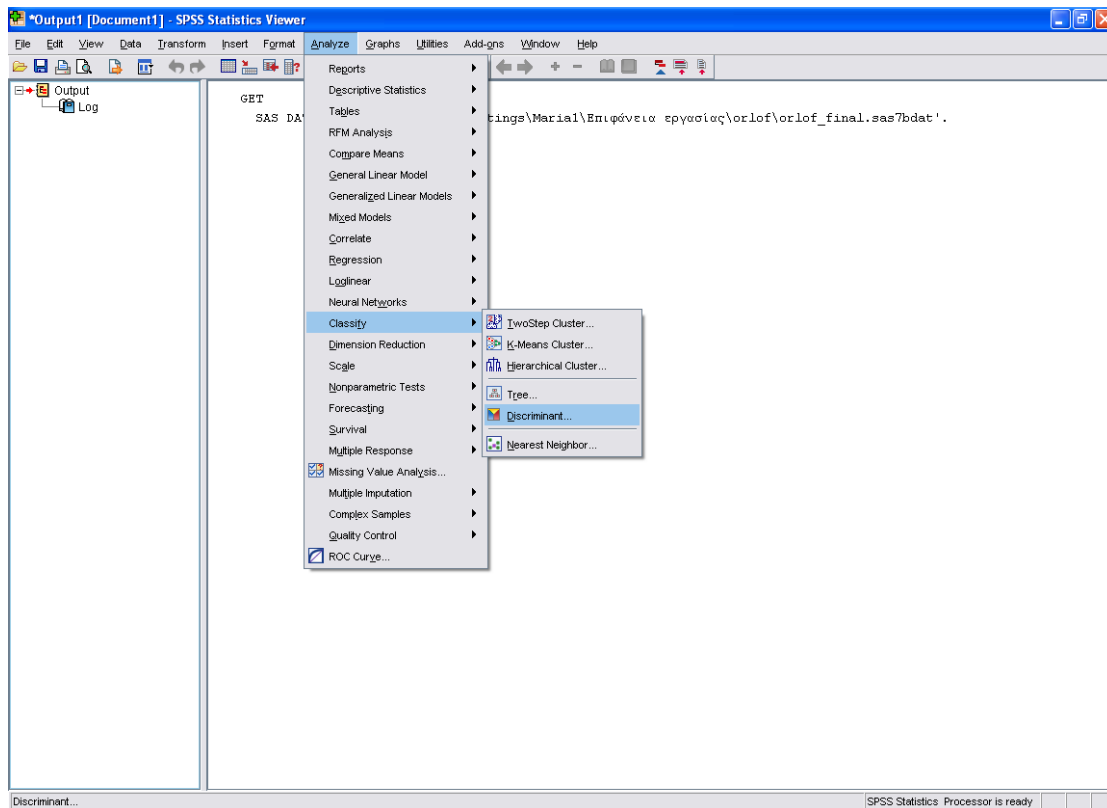 *Output1 [Document1] - SPSS Statistics Viewer
File Edit View Data Transform Insert Format Analyze Graphs Utilities Add-ons Window Help
Output
Log
GET
SAS DA
tings\Maria1\Επιφάνεια εργασίας\orlof\orlof_final.sas7bdat'.
Reports
Descriptive Statistics
Tables
RFM Analysis
Compare Means
General Linear Model
Generalized Linear Models
Mixed Models
Correlate
Regression
Loglinear
Neural Networks
Classify
Dimension Reduction
Scale
Nonparametric Tests
Forecasting
Survival
Multiple Response
Missing Value Analysis...
Multiple Imputation
Complex Samples
Quality Control
ROC Curve...
TwoStep Cluster...
K-Means Cluster...
Hierarchical Cluster...
Tree...
Discriminant...
Nearest Neighbor...
Discriminant...
SPSS Statistics Processor is ready